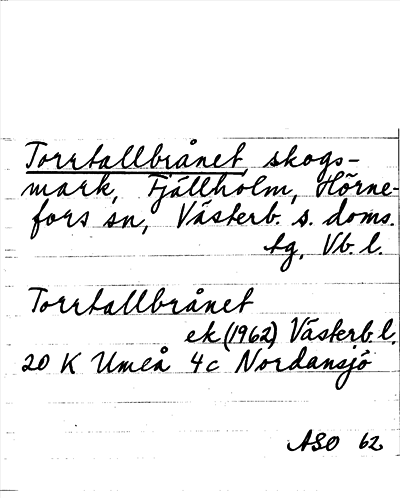 Torrtallbrånet, skogs-
mark, Fjällholm, Hörne-
fors sn, Västerb. s. doms.
tg, Vb. l.
Torrtallbrånet
ek (1962) Västerb. l.
20 K Umeå 4c Nordansjö
ASO 62